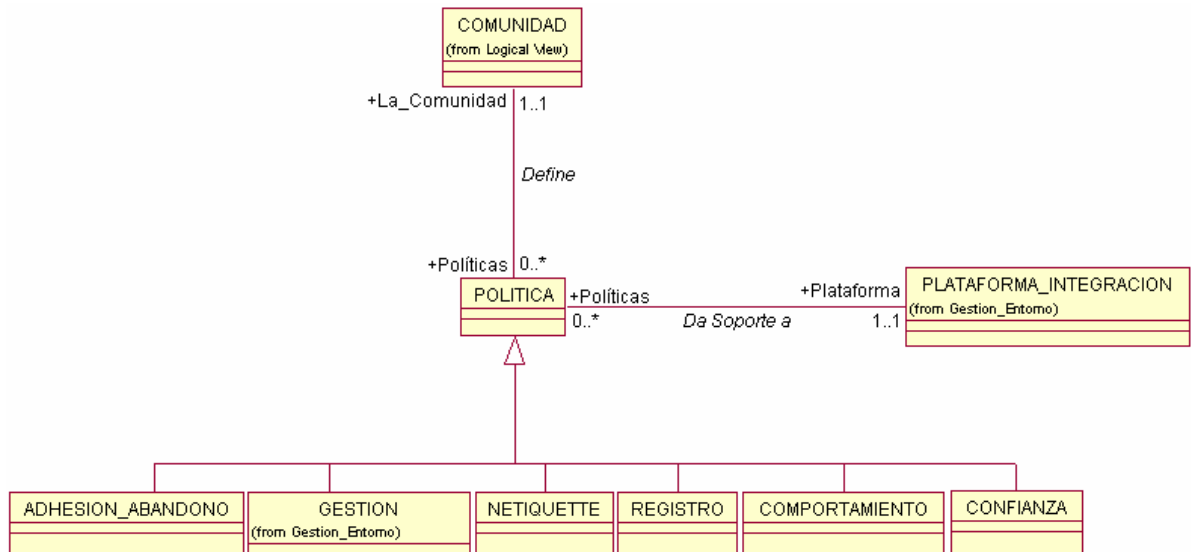 COMUNIDAD
(from Logical View)
+La_Comunidad 1..1
Define
+Políticas 0..*
POLITICA
+Políticas
0..*
Da Soporte a
+Plataforma
1..1
PLATAFORMA_INTEGRACION
(from Gestion_Entorno)
ADHESION_ABANDONO
GESTION
(from Gestion_Entorno)
NETIQUETTE
REGISTRO
COMPORTAMIENTO
CONFIANZA